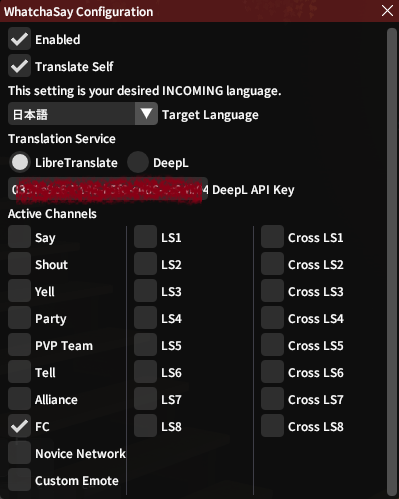 WhatchaSay Configuration
Enabled
Translate Self
This setting is your desired INCOMING language.
日本語 Target Language
Translation Service
LibreTranslate DeepL
DeepL API Key
Active Channels
Say LS1 Cross LS1
Shout LS2 Cross LS2
Yell LS3 Cross LS3
Party LS4 Cross LS4
PVP Team LS5 Cross LS5
Tell LS6 Cross LS6
Alliance LS7 Cross LS7
FC LS8 Cross LS8
Novice Network
Custom Emote